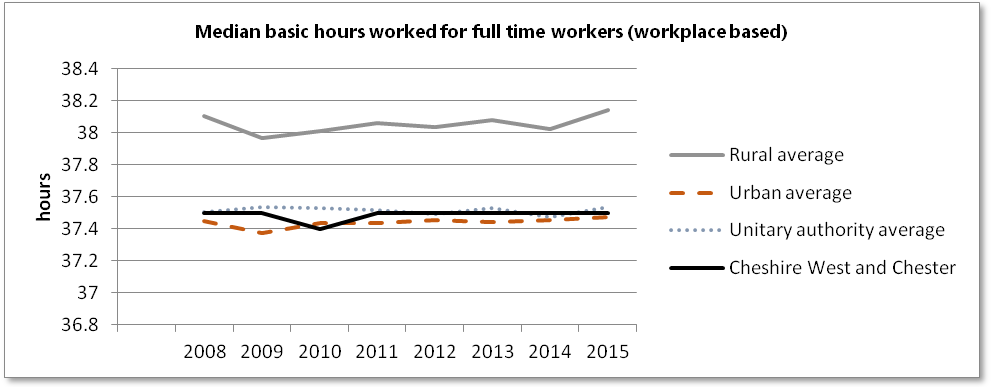 Median basic hours worked for full time workers (workplace based)
hours
38.4
38.2
38
37.8
37.6
37.4
37.2
37
36.8
2008 2009 2010 2011 2012 2013 2014 2015
Rural average
Urban average
Unitary authority average
Cheshire West and Chester